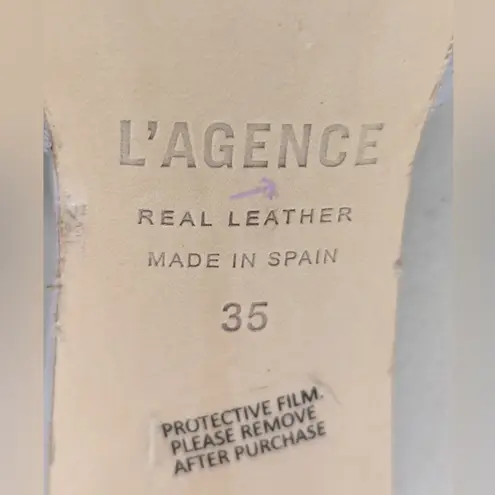 L'AGENCE
REAL LEATHER
MADE IN SPAIN
35
PROTECTIVE FILM.
PLEASE REMOVE
AFTER PURCHASE